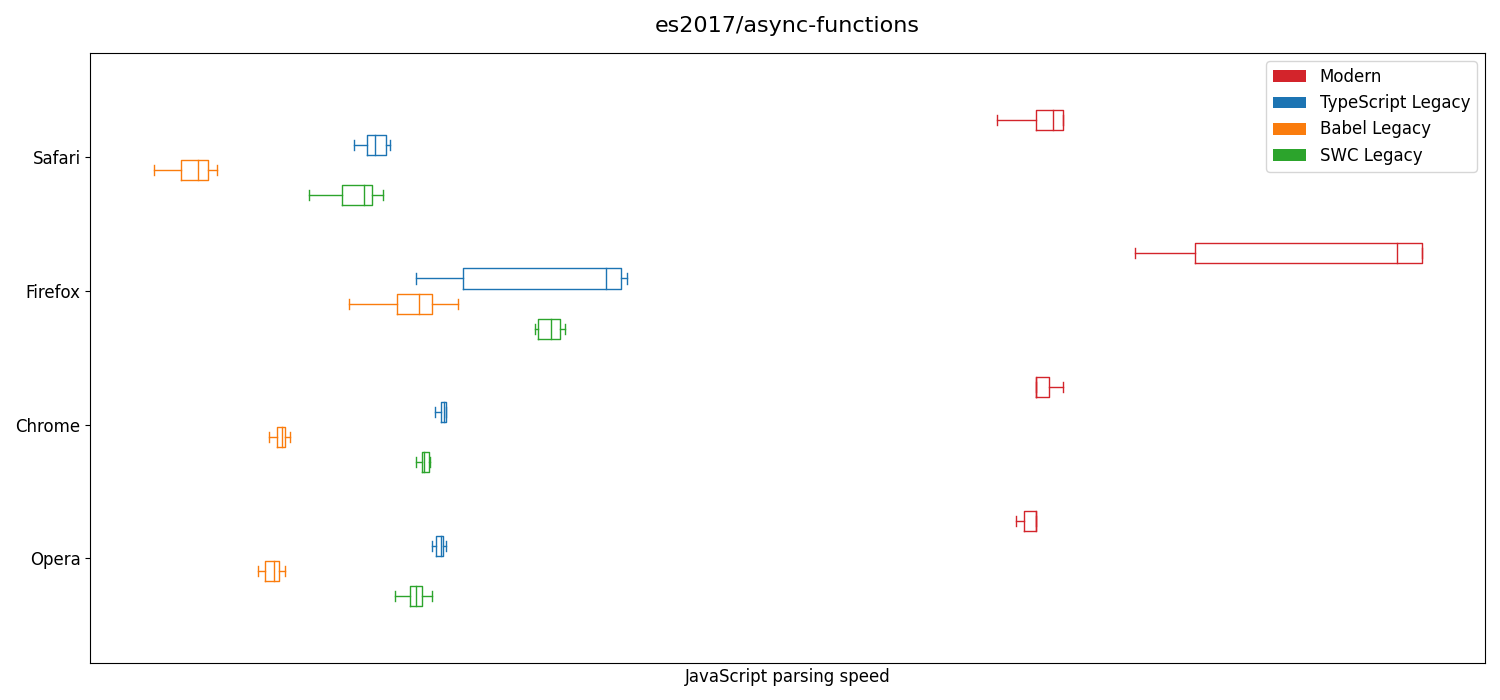 es2017/async-functions
Modern
TypeScript Legacy
Babel Legacy
SWC Legacy
Safari
Firefox
Chrome
Opera
JavaScript parsing speed